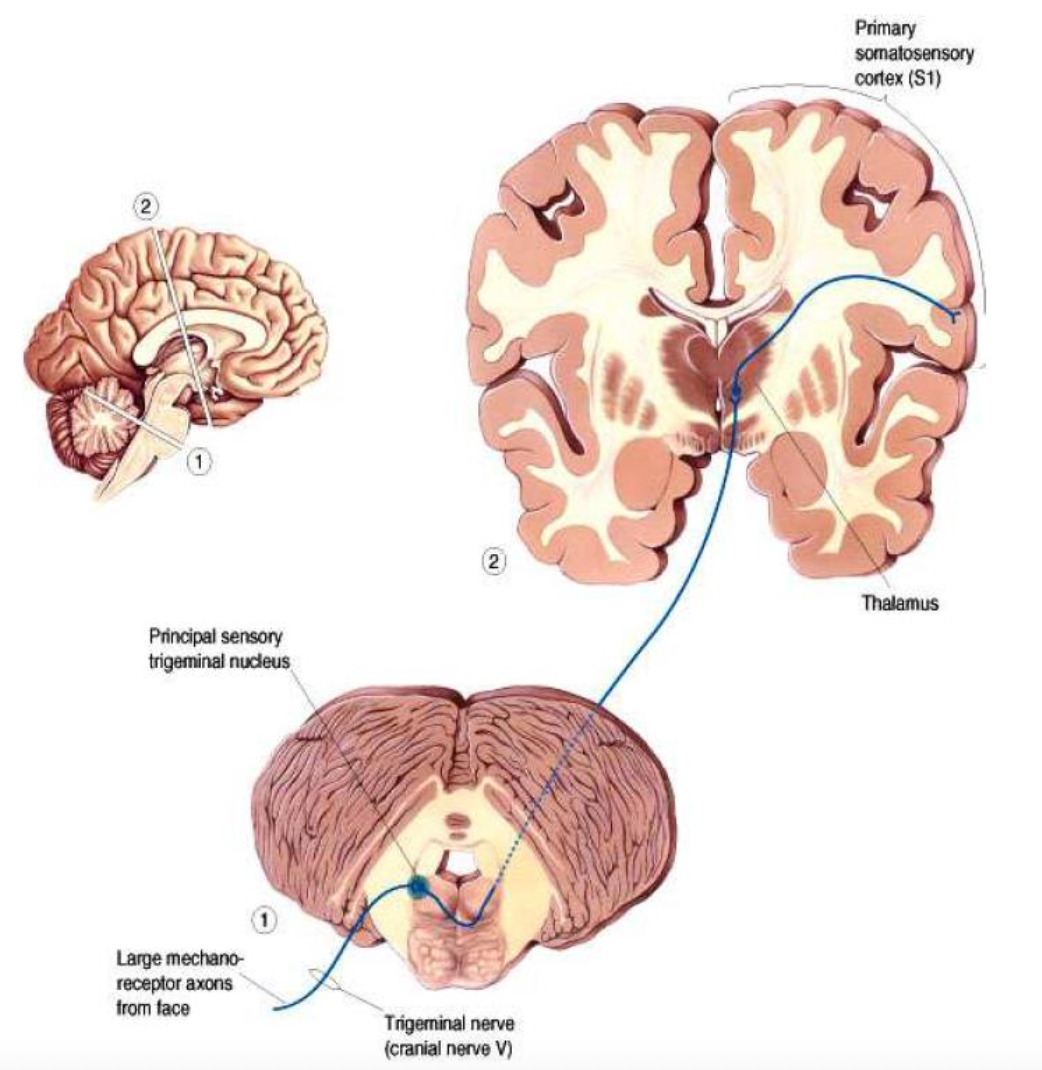 Primary
somatosensory
cortex (S1)
2
1
2
Thalamus
Principal sensory
trigeminal nucleus
1
Large mechano-
receptor axons
from face
Trigeminal nerve
(cranial nerve V)